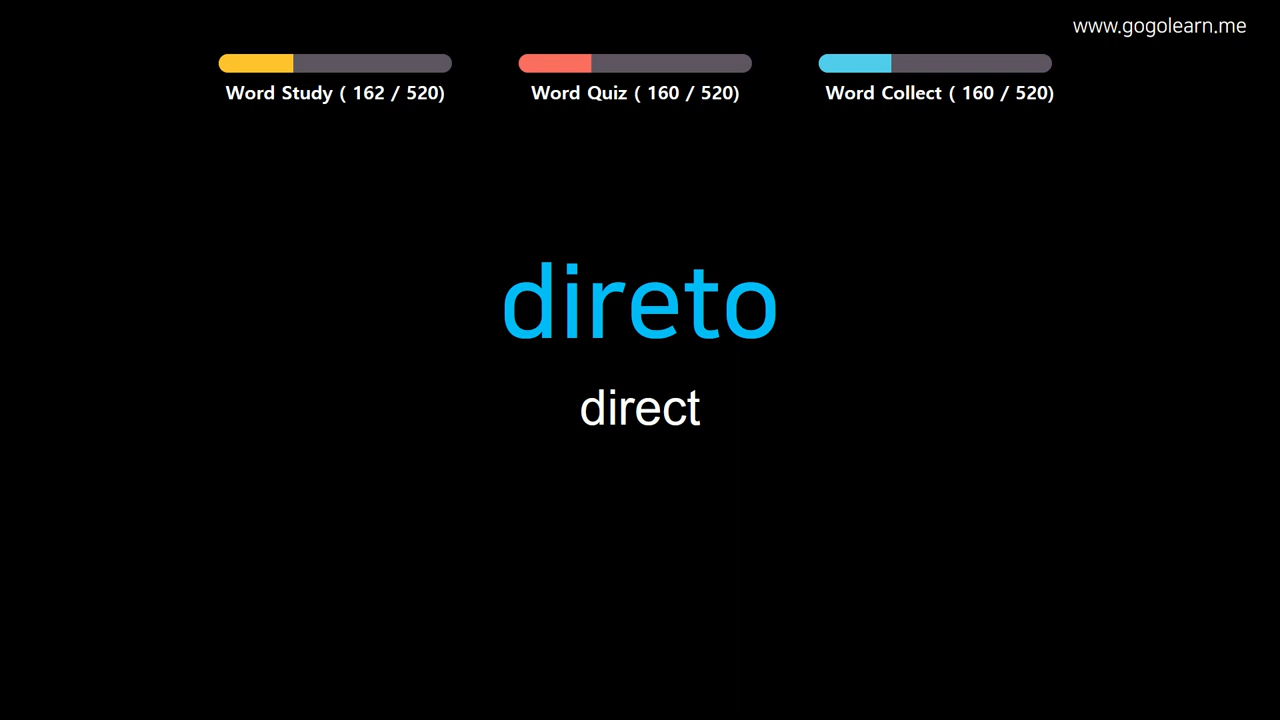 www.gogolearn.me
Word Study ( 162 / 520)
Word Quiz ( 160 / 520)
Word Collect ( 160 / 520)
direto
direct